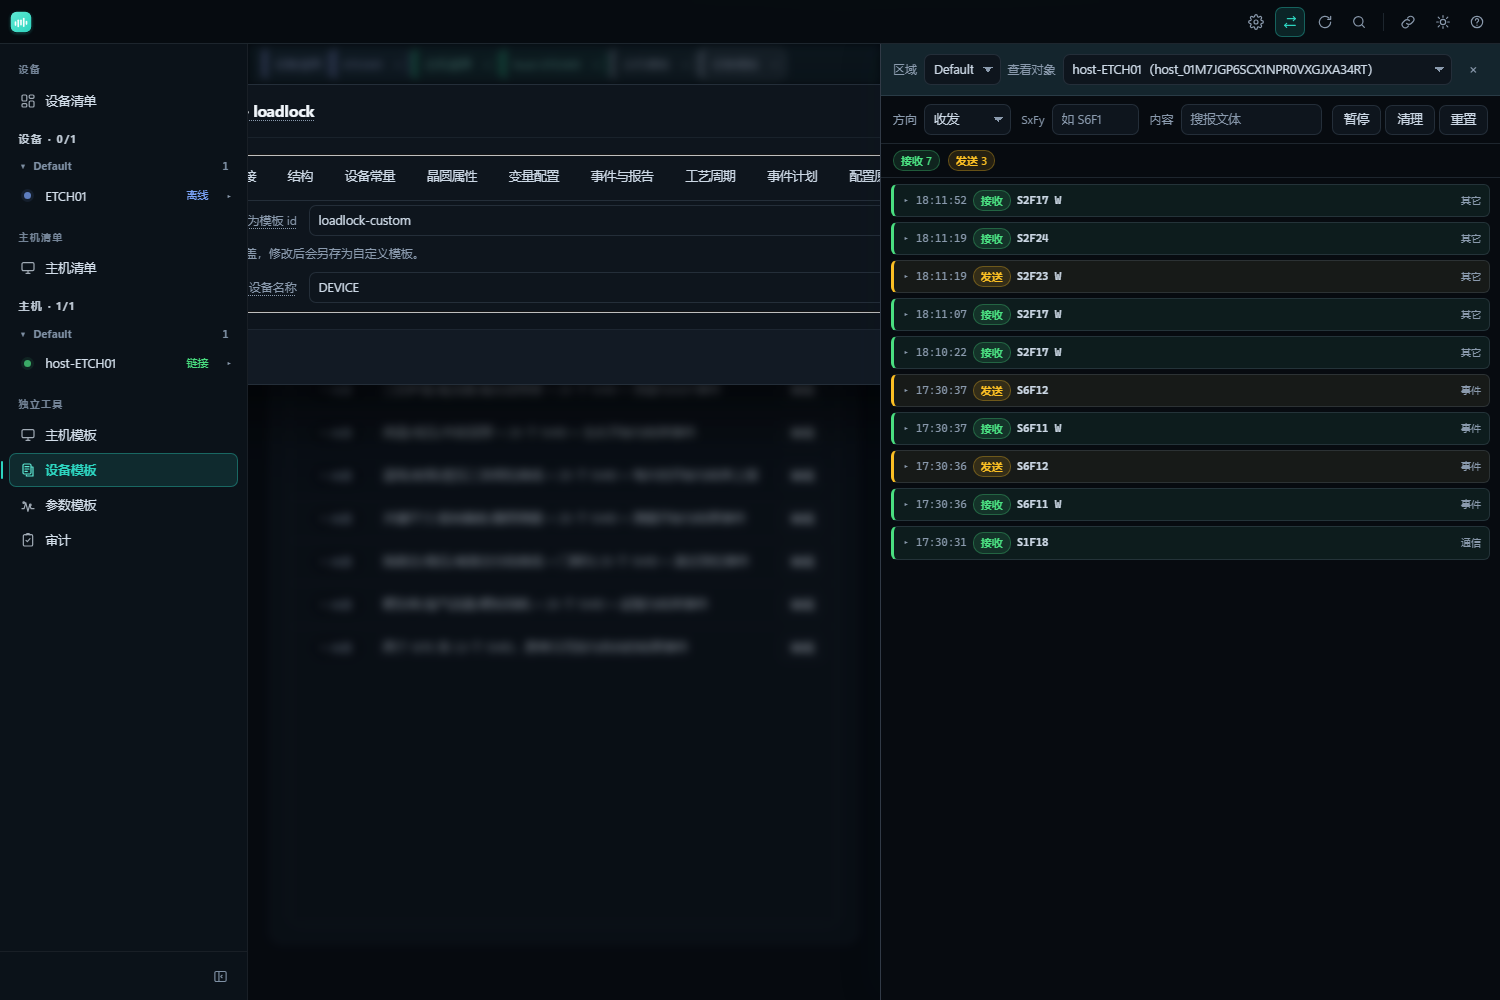 设备
设备清单
设备 · 0/1
Default 1
ETCH01 离线
主机清单
主机清单
主机 · 1/1
Default 1
host-ETCH01 链接
独立工具
主机模板
设备模板
参数模板
审计
loadlock
结构 设备常量 晶圆属性 变量配置 事件与报告 工艺周期 事件计划
为模板 id loadlock-custom
盖，修改后会另存为自定义模板。
设备名称 DEVICE
区域 Default 查看对象 host-ETCH01（host_01M7JGP6SCX1NPR0VXGJXA34RT） ×
方向 收发 SxFy 如 S6F1 内容 搜报文体 暂停 清理 重置
接收 7 发送 3
18:11:52 接收 S2F17 W 其它
18:11:19 接收 S2F24 其它
18:11:19 发送 S2F23 W 其它
18:11:07 接收 S2F17 W 其它
18:10:22 接收 S2F17 W 其它
17:30:37 发送 S6F12 事件
17:30:37 接收 S6F11 W 事件
17:30:36 发送 S6F12 事件
17:30:36 接收 S6F11 W 事件
17:30:31 接收 S1F18 通信